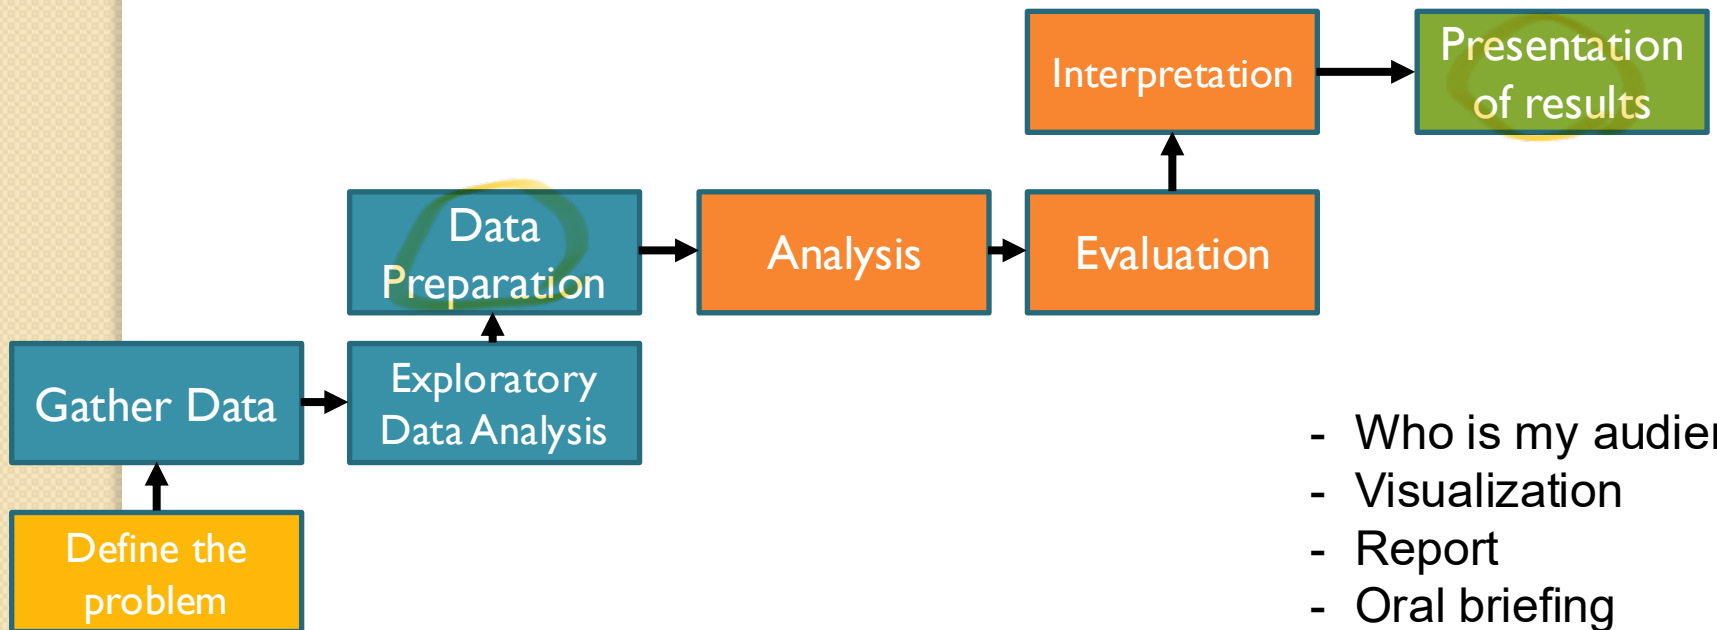 Define the
problem
Gather Data
Exploratory
Data Analysis
Data
Preparation
Analysis
Evaluation
Interpretation
Presentation
of results
- Who is my
- Visualization
- Report
- Oral briefing